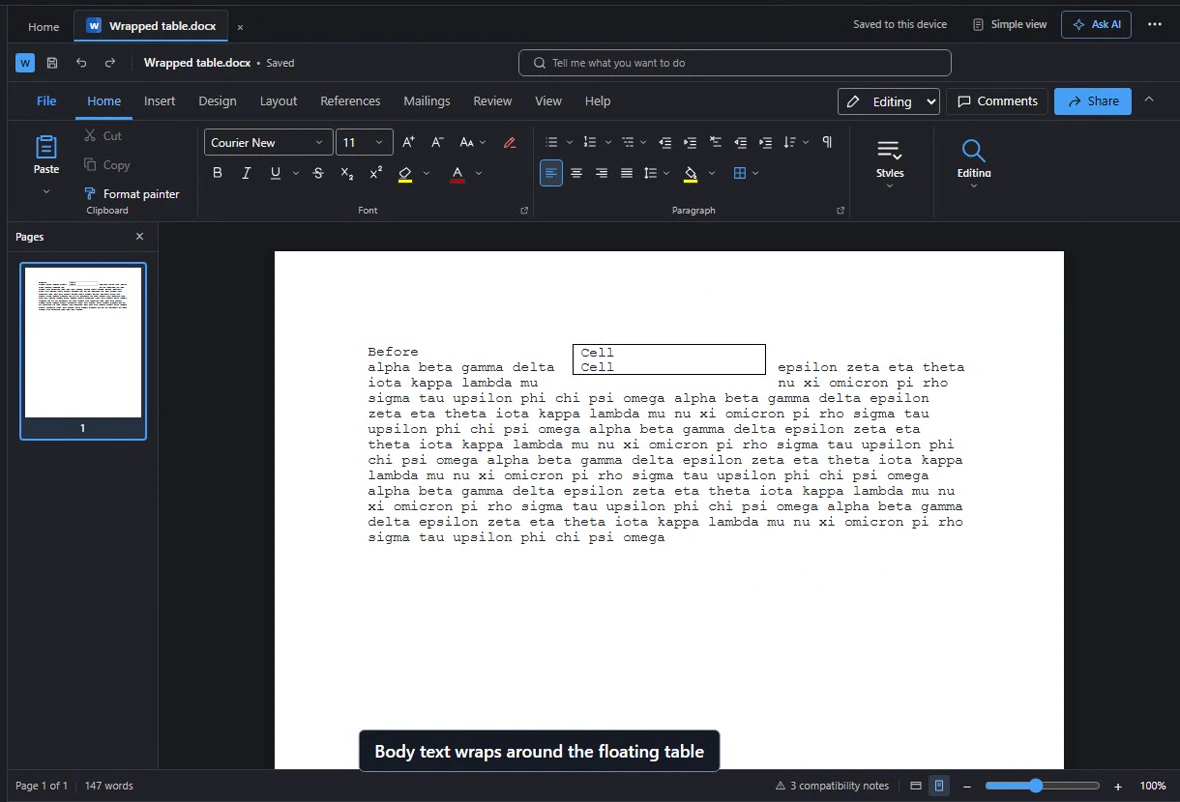 Home
Wrapped table.docx
Saved to this device
Simple view
Ask AI
W
Wrapped table.docx • Saved
Tell me what you want to do
File
Home
Insert
Design
Layout
References
Mailings
Review
View
Help
Editing
Comments
Share
Paste
Cut
Copy
Format painter
Clipboard
Courier New
11
Font
Paragraph
Styles
Editing
Pages
1
Before
Cell
alpha beta gamma delta
Cell
epsilon zeta eta theta
iota kappa lambda mu
nu xi omicron pi rho
sigma tau upsilon phi chi psi omega alpha beta gamma delta epsilon
zeta eta theta iota kappa lambda mu nu xi omicron pi rho sigma tau
upsilon phi chi psi omega alpha beta gamma delta epsilon zeta eta
theta iota kappa lambda mu nu xi omicron pi rho sigma tau upsilon phi
chi psi omega alpha beta gamma delta epsilon zeta eta theta iota kappa
lambda mu nu xi omicron pi rho sigma tau upsilon phi chi psi omega
alpha beta gamma delta epsilon zeta eta theta iota kappa lambda mu nu
xi omicron pi rho sigma tau upsilon phi chi psi omega alpha beta gamma
delta epsilon zeta eta theta iota kappa lambda mu nu xi omicron pi rho
sigma tau upsilon phi chi psi omega
Body text wraps around the floating table
Page 1 of 1
147 words
3 compatibility notes
100%